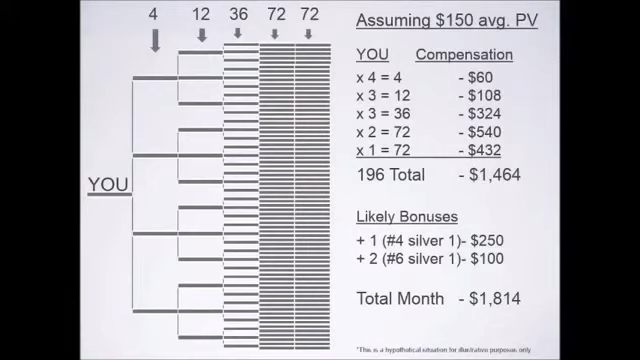 4 12 36 72 72
YOU
Assuming $150 avg. PV
YOU Compensation
x 4 = 4 - $60
x 3 = 12 - $108
x 3 = 36 - $324
x 2 = 72 - $540
x 1 = 72 - $432
196 Total - $1,464
Likely Bonuses
+ 1 (#4 silver 1)- $250
+ 2 (#6 silver 1)- $100
Total Month - $1,814
*This is a hypothetical situation for illustrative purposes only